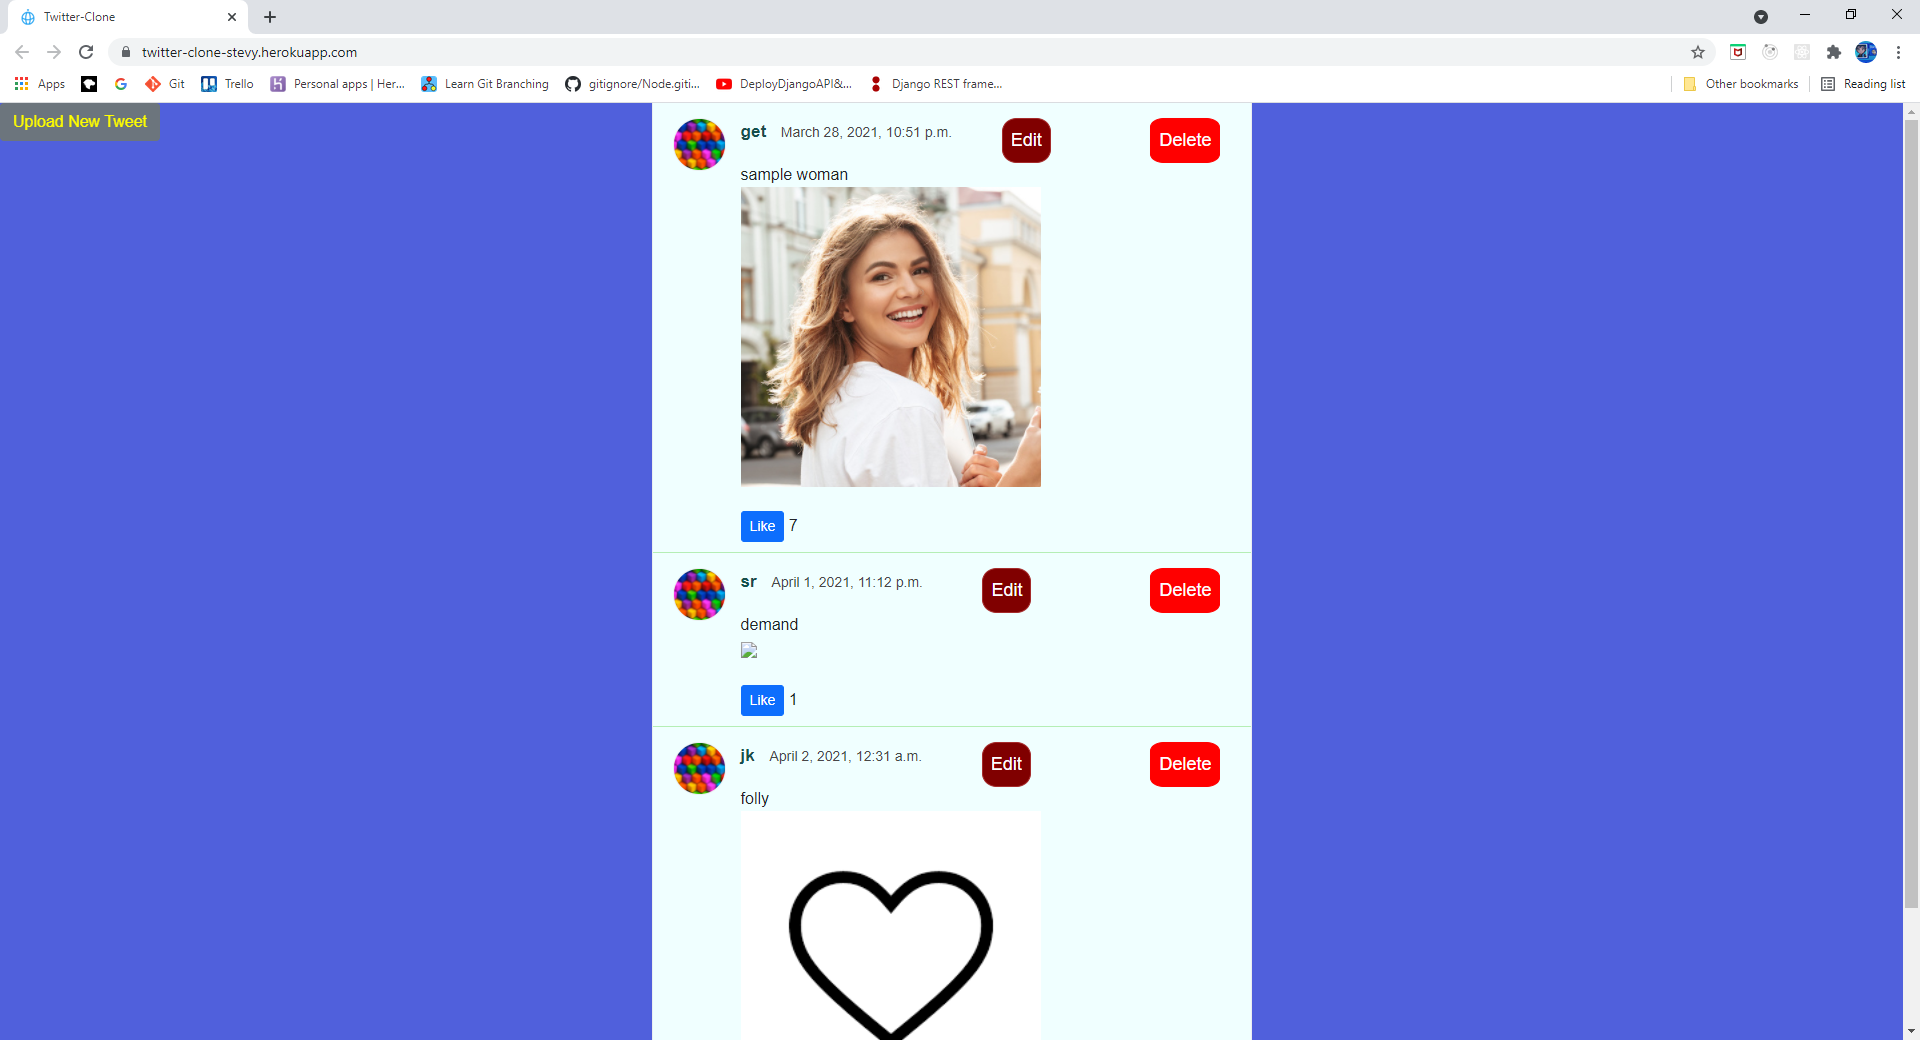 Twitter-Clone
twitter-clone-stevy.herokuapp.com
Apps Git Trello Personal apps | Her... Learn Git Branching gitignore/Node.giti... DeployDjangoAPI&... Django REST frame... Other bookmarks Reading list
Upload New Tweet
get March 28, 2021, 10:51 p.m. Edit Delete
sample woman
Like 7
sr April 1, 2021, 11:12 p.m. Edit Delete
demand
Like 1
jk April 2, 2021, 12:31 a.m. Edit Delete
folly